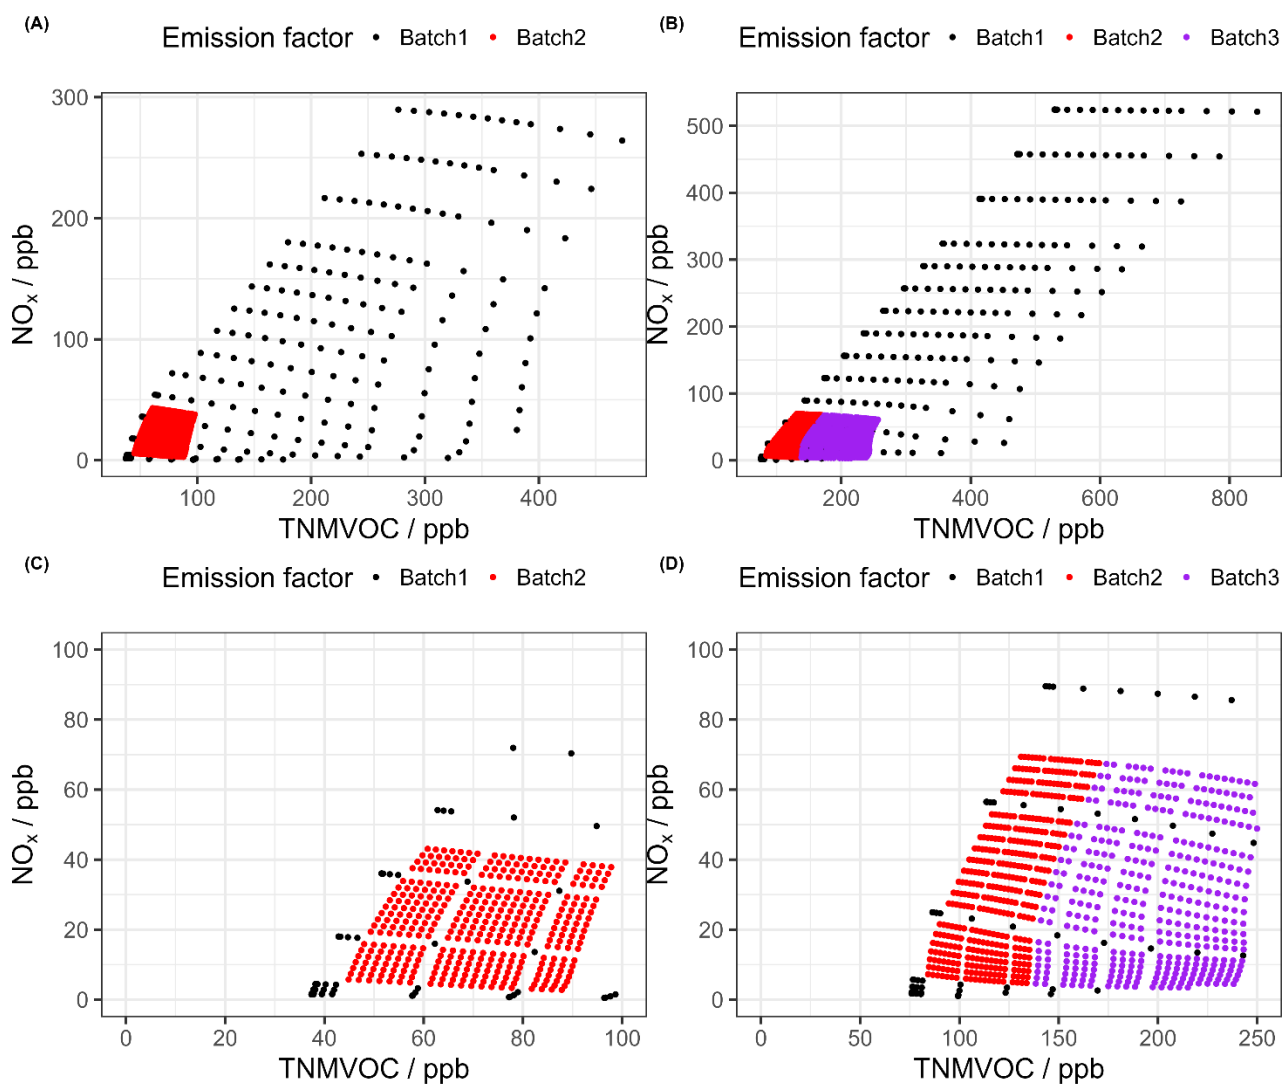 (A)
Emission factor • Batch1 • Batch2
NOₓ / ppb
300
200
100
0
100 200 300 400
TNMVOC / ppb
(B)
Emission factor • Batch1 • Batch2 • Batch3
NOₓ / ppb
500
400
300
200
100
0
200 400 600 800
TNMVOC / ppb
(C)
Emission factor • Batch1 • Batch2
NOₓ / ppb
100
80
60
40
20
0
0 20 40 60 80 100
TNMVOC / ppb
(D)
Emission factor • Batch1 • Batch2 • Batch3
NOₓ / ppb
100
80
60
40
20
0
0 50 100 150 200 250
TNMVOC / ppb